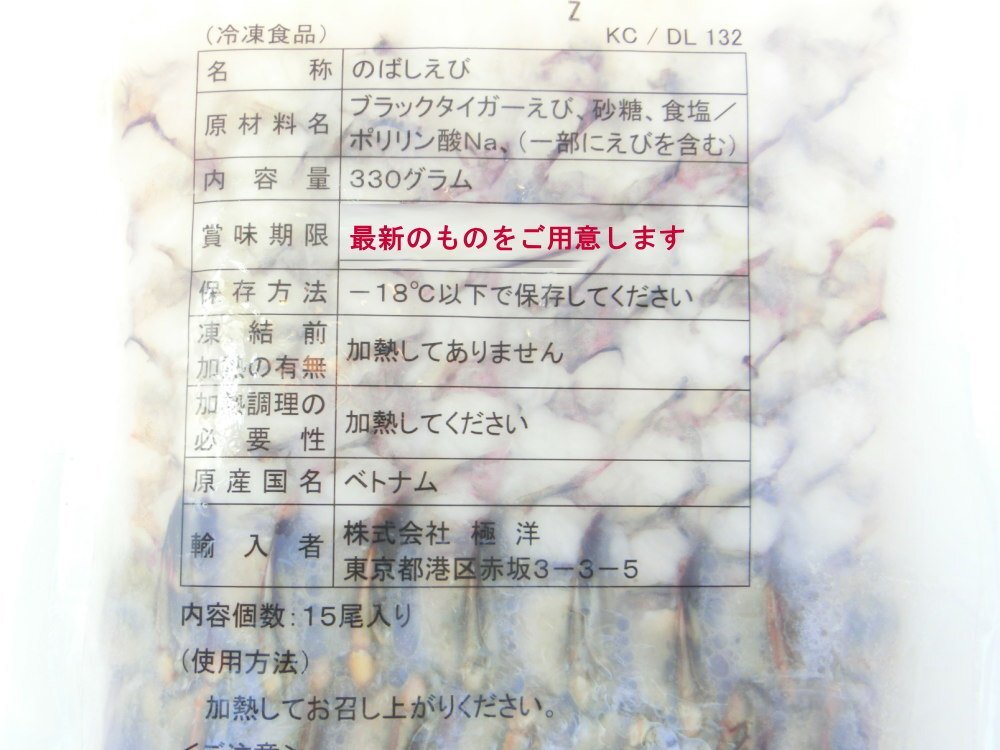 Z
(冷凍食品)
KC / DL 132
名称 のばしえび
原材料名 ブラックタイガーえび、砂糖、食塩／
ポリリン酸Na、(一部にえびを含む)
内容量 330グラム
賞味期限 最新のものをご用意します
保存方法 －18℃以下で保存してください
凍結前
加熱の有無 加熱してありません
加熱調理の
必要性 加熱してください
原産国名 ベトナム
輸入者 株式会社 極洋
東京都港区赤坂3－3－5
内容個数：15尾入り
(使用方法)
加熱してお召し上がりください。
＜ご注意＞